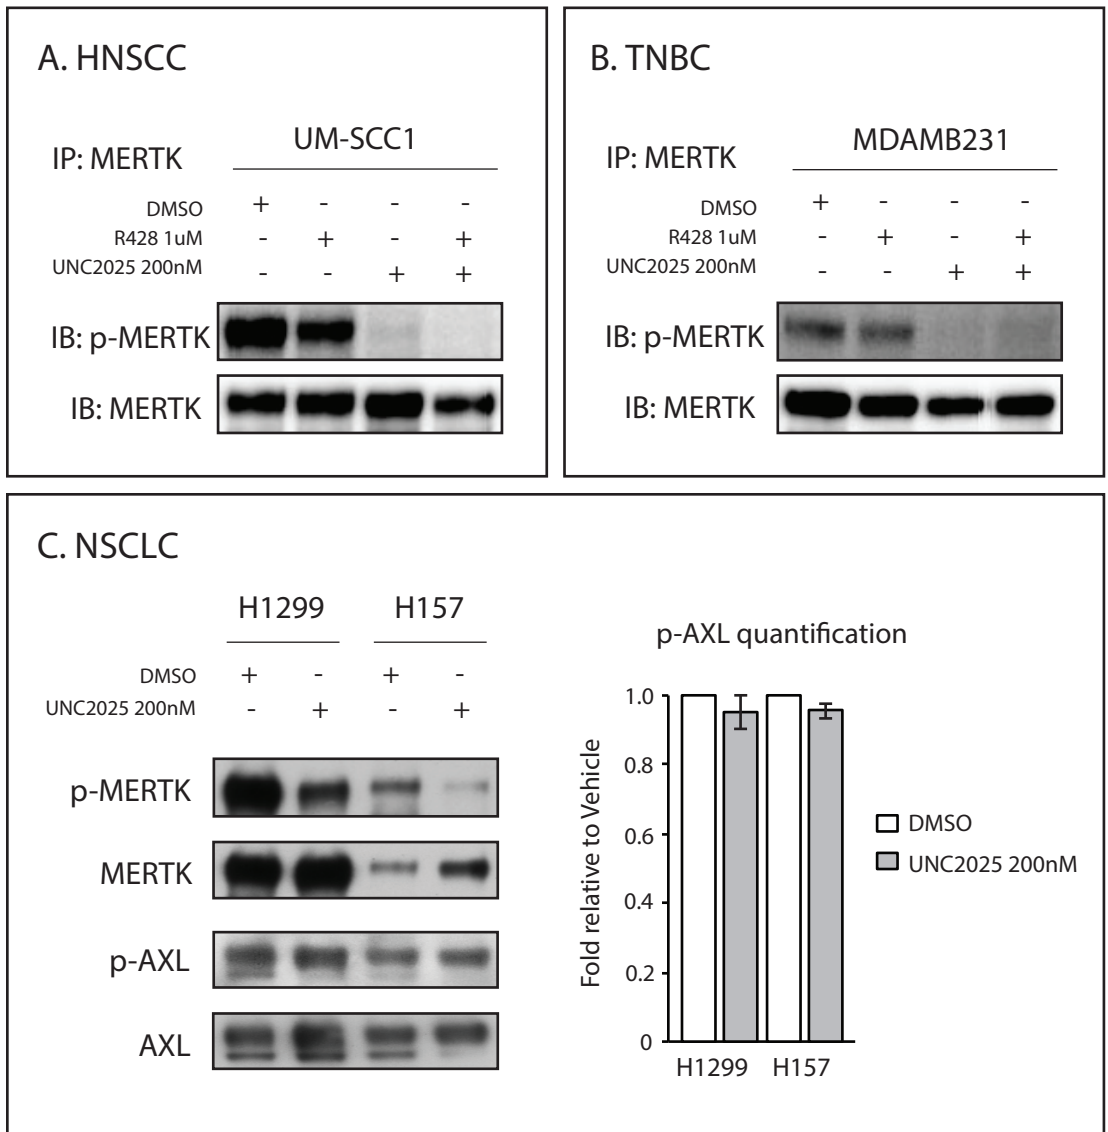 A. HNSCC
UM-SCC1
IP: MERTK
DMSO + - - -
R428 1uM - + - +
UNC2025 200nM - - + +
IB: p-MERTK
IB: MERTK
B. TNBC
MDAMB231
IP: MERTK
DMSO + - - -
R428 1uM - + - +
UNC2025 200nM - - + +
IB: p-MERTK
IB: MERTK
C. NSCLC
H1299 H157
DMSO + - + -
UNC2025 200nM - + - +
p-MERTK
MERTK
p-AXL
AXL
p-AXL quantification
Fold relative to Vehicle
1.0
0.8
0.6
0.4
0.2
0
H1299 H157
DMSO
UNC2025 200nM